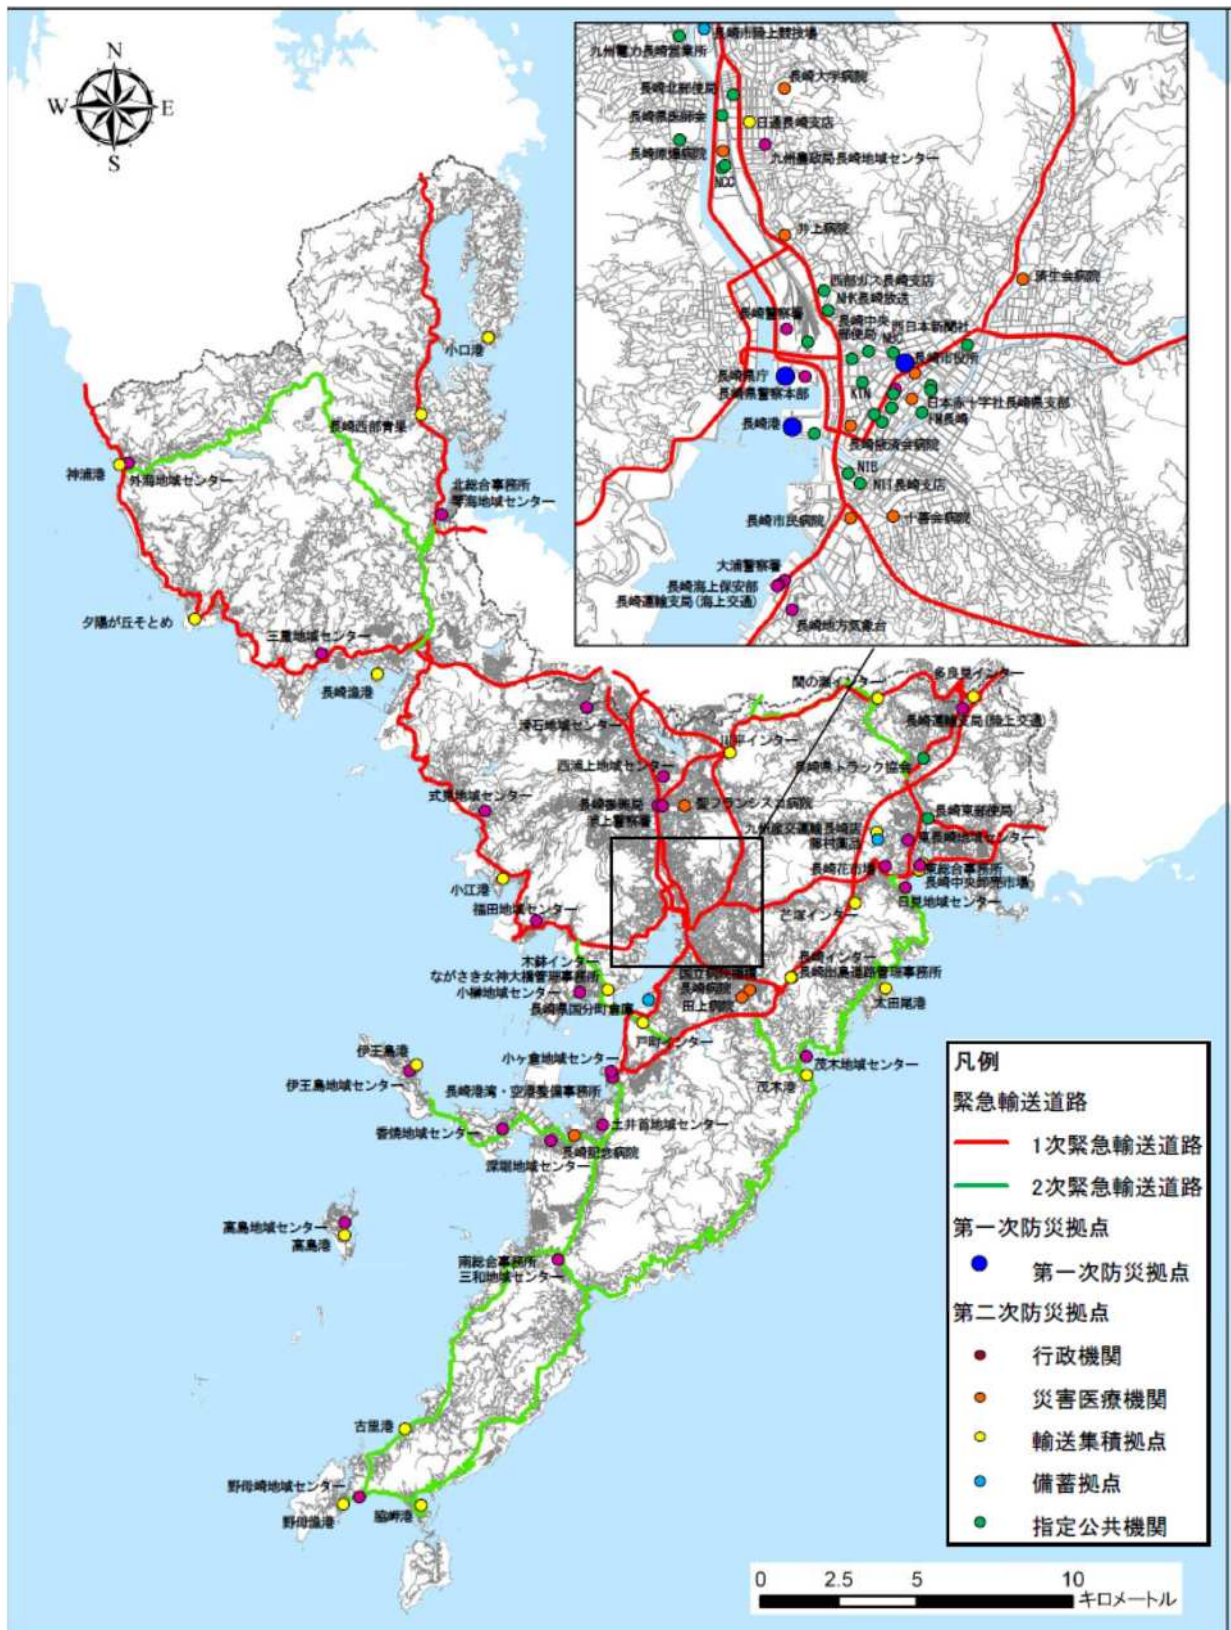 N
W
E
S
長崎市陸上競技場
九州電力長崎営業所
長崎大学病院
長崎北郵便局
長崎県医師会
日通長崎支店
長崎原爆病院
九州農政局長崎地域センター
NCC
井上病院
済生会病院
西部ガス長崎支店
NHK長崎放送
長崎警察署
長崎中央
郵便局
西日本新聞社
NBC
長崎市役所
長崎県庁
長崎県警察本部
KTN
日本赤十字社長崎県支部
FM長崎
長崎港
長崎掖済会病院
NIB
NTT長崎支店
長崎市民病院
十善会病院
大浦警察署
長崎海上保安部
長崎運輸支局(海上交通)
長崎地方気象台
小口港
長崎西部青果
神浦港
外海地域センター
北総合事務所
琴海地域センター
夕陽が丘そとめ
三重地域センター
長崎漁港
間の瀬インター
多良見インター
長崎運輸支局(陸上交通)
滑石地域センター
川平インター
西浦上地域センター
長崎県トラック協会
式見地域センター
長崎振興局
浦上警察署
聖フランシスコ病院
長崎東郵便局
九州産交運輸長崎店
藤村薬品
東長崎地域センター
長崎花市場
東総合事務所
長崎中央卸売市場
日見地域センター
小江港
福田地域センター
芒塚インター
木鉢インター
ながさき女神大橋管理事務所
小榊地域センター
長崎県国分町倉庫
長崎病院
田上病院
長崎インター
長崎出島道路管理事務所
太田尾港
戸町インター
伊王島港
伊王島地域センター
小ヶ倉地域センター
長崎港湾・空港整備事務所
茂木地域センター
茂木港
香焼地域センター
土井首地域センター
長崎記念病院
深堀地域センター
高島地域センター
高島港
南総合事務所
三和地域センター
古里港
野母崎地域センター
野母漁港
脇岬港
凡例
緊急輸送道路
1次緊急輸送道路
2次緊急輸送道路
第一次防災拠点
第一次防災拠点
第二次防災拠点
行政機関
災害医療機関
輸送集積拠点
備蓄拠点
指定公共機関
0 2.5 5 10
キロメートル